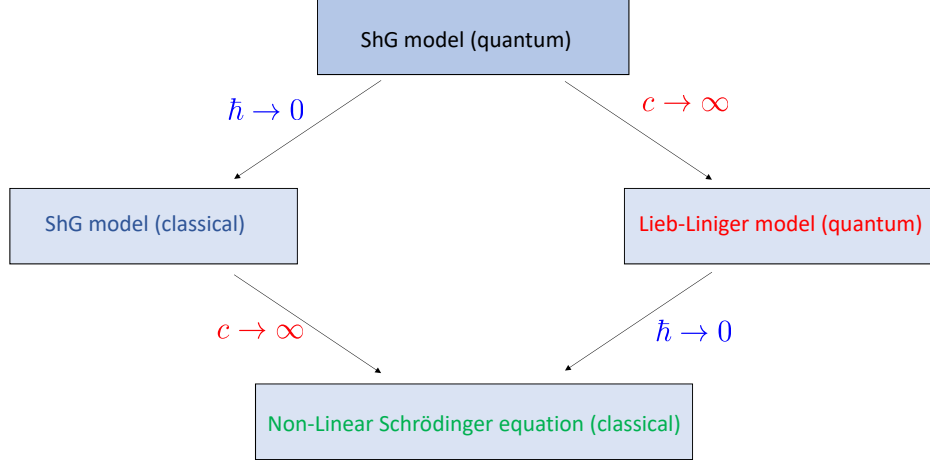 ShG model (quantum)
ℏ → 0
c → ∞
ShG model (classical)
Lieb-Liniger model (quantum)
c → ∞
ℏ → 0
Non-Linear Schrödinger equation (classical)